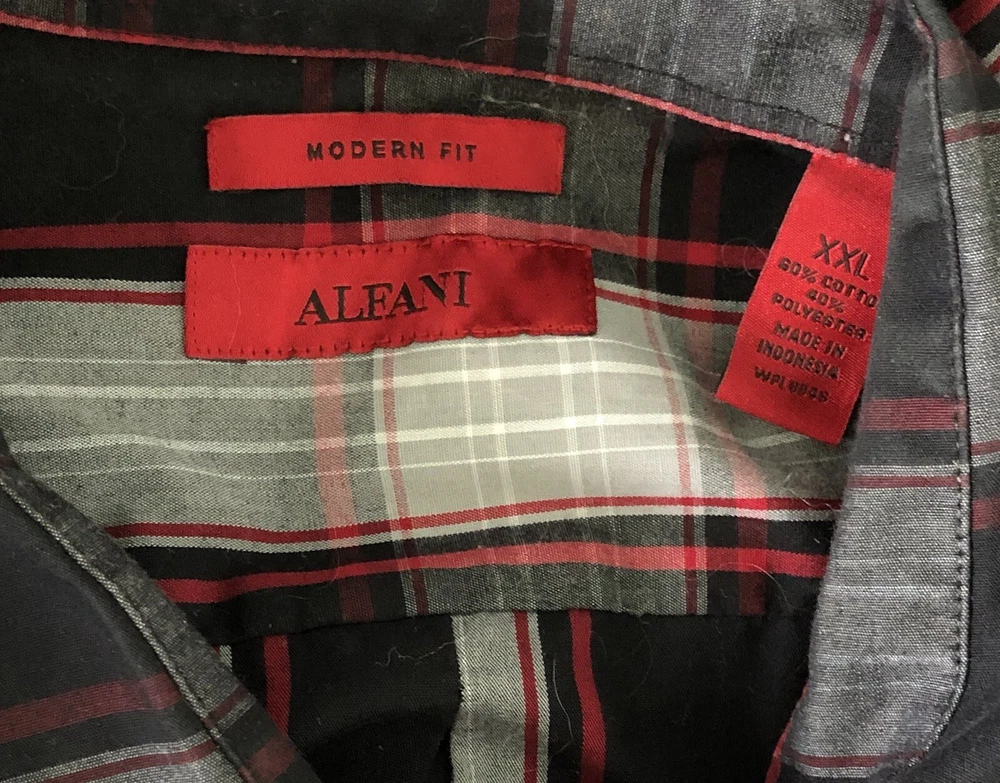 MODERN FIT
ALFANI
XXL
60% COTTO
40%
POLYESTER
MADE IN
INDONESIA